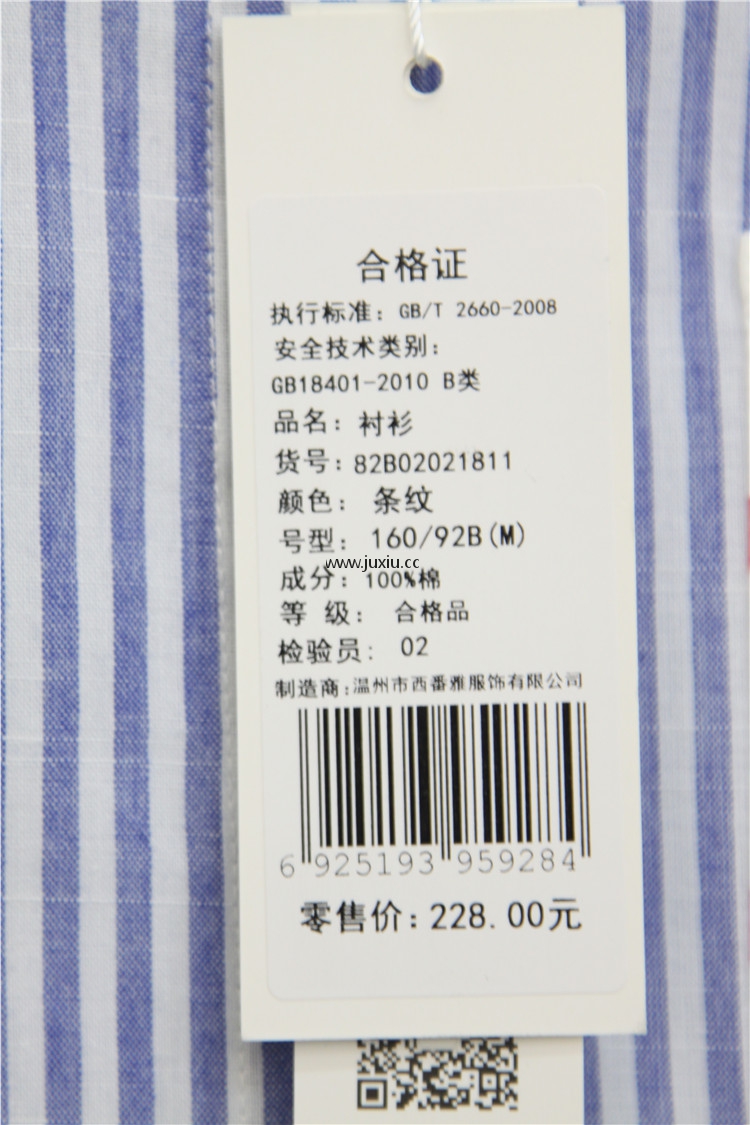 合格证
执行标准：GB/T 2660-2008
安全技术类别：
GB18401-2010 B类
品名：衬衫
货号：82B02021811
颜色：条纹
号型：160/92B(M)
www.juxiu.cc
成分：100%棉
等 级：合格品
检验员：02
制造商：温州市西番雅服饰有限公司
6 925193 959284
零售价：228.00元